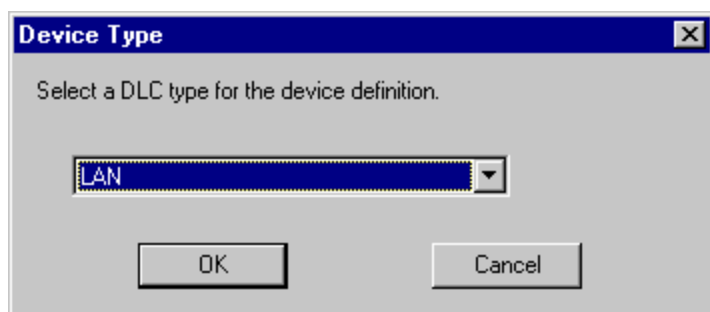 Device Type
Select a DLC type for the device definition.
LAN
OK
Cancel